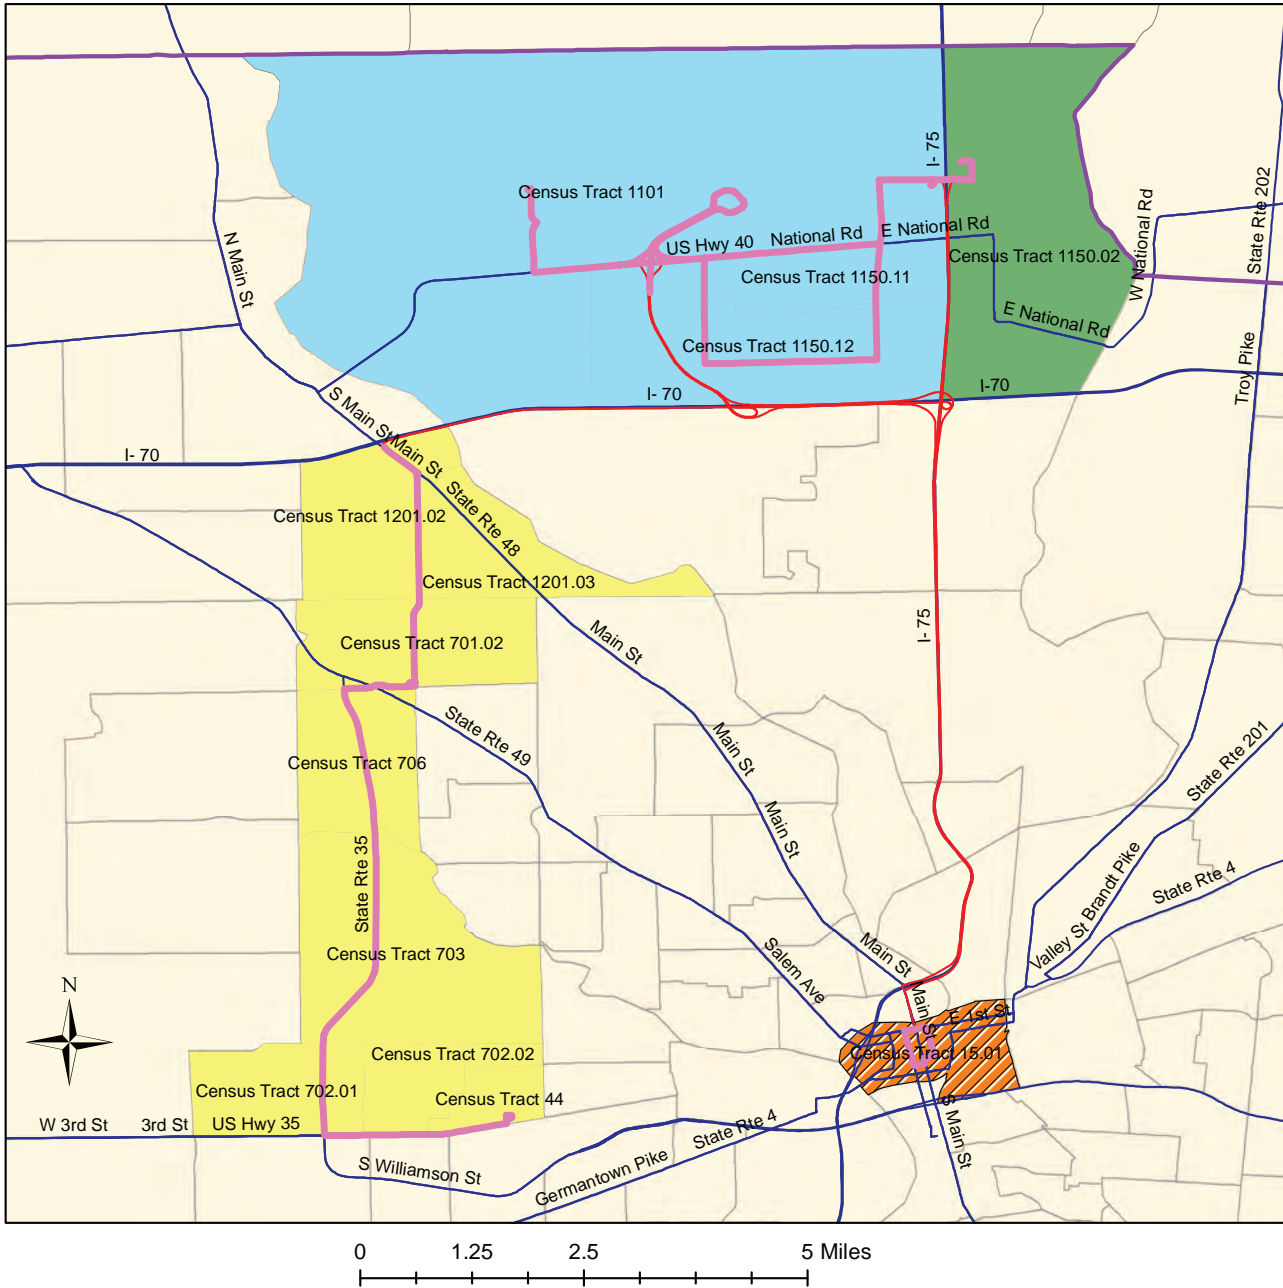 I- 75
State Rte 202
Census Tract 1101
N Main St
US Hwy 40
National Rd
E National Rd
W National Rd
Census Tract 1150.02
Census Tract 1150.11
E National Rd
Census Tract 1150.12
Troy Pike
I- 70
I-70
S Main St
Main St
I- 70
State Rte 48
Census Tract 1201.02
Census Tract 1201.03
I- 75
Main St
Census Tract 701.02
State Rte 49
Main St
State Rte 201
Census Tract 706
Main St
State Rte 35
Valley St Brandt Pike
State Rte 4
Census Tract 703
Salem Ave
Main St
N
Main St
E 1st St
Census Tract 702.02
Census Tract 15.01
Census Tract 702.01
Census Tract 44
W 3rd St
3rd St
US Hwy 35
State Rte 4
S Main St
S Williamson St
Germantown Pike
0 1.25 2.5 5 Miles